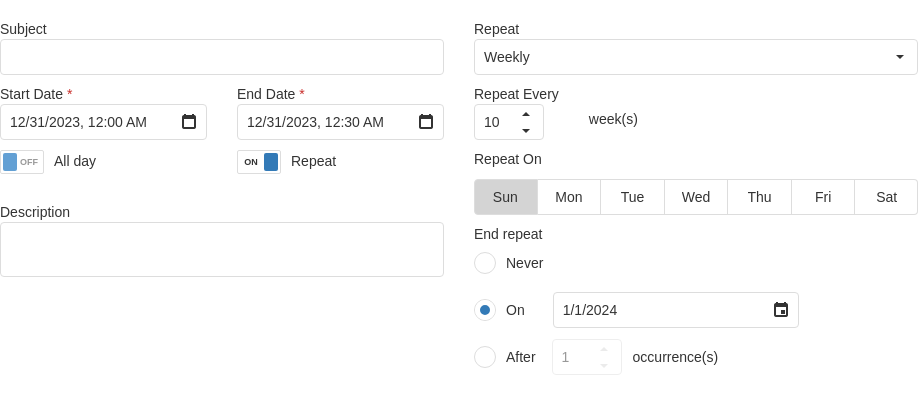 Subject
Start Date *
12/31/2023, 12:00 AM
End Date *
12/31/2023, 12:30 AM
OFF All day
ON Repeat
Description
Repeat
Weekly
Repeat Every
10 week(s)
Repeat On
Sun Mon Tue Wed Thu Fri Sat
End repeat
Never
On 1/1/2024
After 1 occurrence(s)